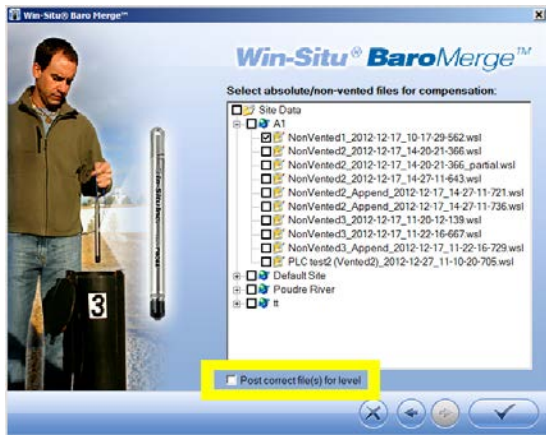 Win-Situ® Baro Merge™
Win-Situ® BaroMerge™
Select absolute/non-vented files for compensation:
Site Data
A1
NonVented1_2012-12-17_10-17-29-562.wsl
NonVented2_2012-12-17_14-20-21-366.wsl
NonVented2_2012-12-17_14-20-21-366_partial.wsl
NonVented2_2012-12-17_14-27-11-643.wsl
NonVented2_Append_2012-12-17_14-27-11-721.wsl
NonVented2_Append_2012-12-17_14-27-11-736.wsl
NonVented3_2012-12-17_11-20-12-139.wsl
NonVented3_2012-12-17_11-22-16-667.wsl
NonVented3_Append_2012-12-17_11-22-16-729.wsl
PLC test2 (Vented2)_2012-12-27_11-10-20-705.wsl
Default Site
Poudre River
tt
3
Post correct file(s) for level